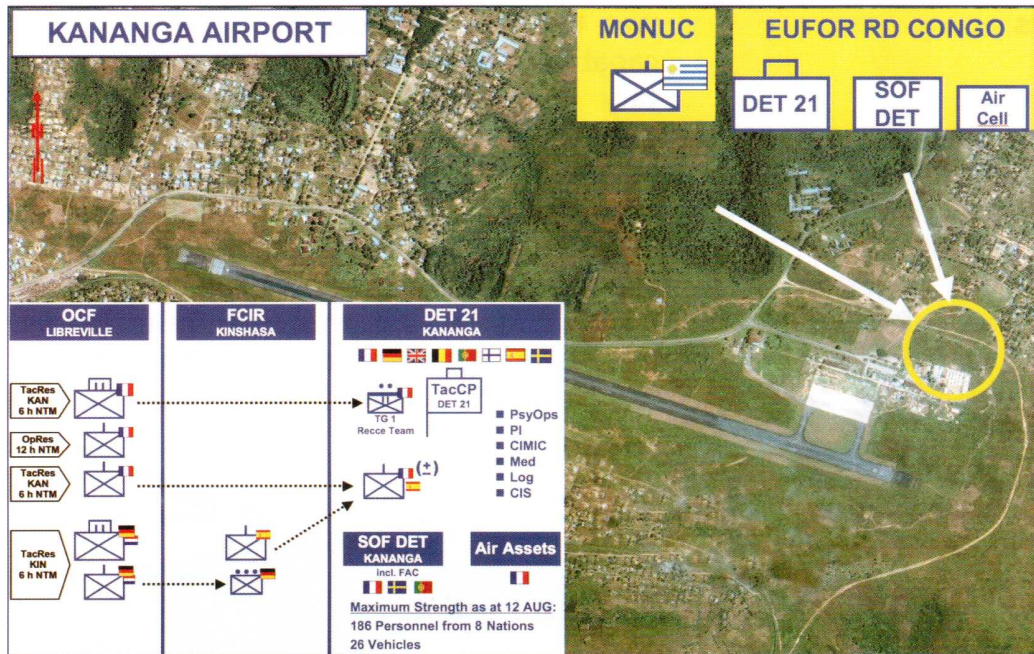 KANANGA AIRPORT
MONUC
EUFOR RD CONGO
DET 21
SOF
DET
Air
Cell
N
OCF
LIBREVILLE
FCIR
KINSHASA
DET 21
KANANGA
TacRes
KAN
6 h NTM
TG 1
Recce Team
TacCP
DET 21
OpRes
12 h NTM
TacRes
KAN
6 h NTM
(±)
■ PsyOps
■ PI
■ CIMIC
■ Med
■ Log
■ CIS
TacRes
KIN
6 h NTM
SOF DET
KANANGA
incl. FAC
Air Assets
Maximum Strength as at 12 AUG:
186 Personnel from 8 Nations
26 Vehicles